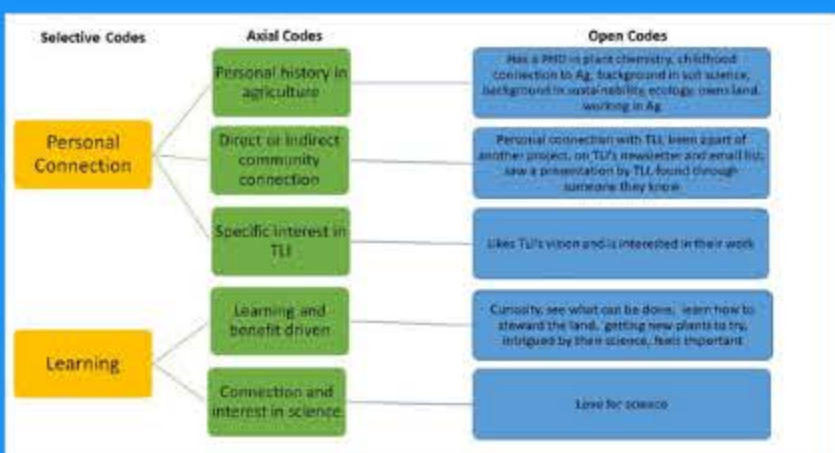 Selective Codes
Axial Codes
Open Codes
Personal
Connection
Personal history in
agriculture
Has a PHD in plant chemistry, childhood
connection to Ag, background in soil science,
background in sustainability, ecology, owns land,
working in Ag
Direct or indirect
community
connection
Personal connection with TLI, been apart of
another project, on TLI's newsletter and email list,
saw a presentation by TLI, found through
someone they know
Specific interest in
TLI
Likes TLI's vision and is interested in their work
Learning
Learning and
benefit driven
Curiosity, see what can be done, learn how to
steward the land, getting new plants to try,
intrigued by their science, feels important
Connection and
interest in science
Love for science